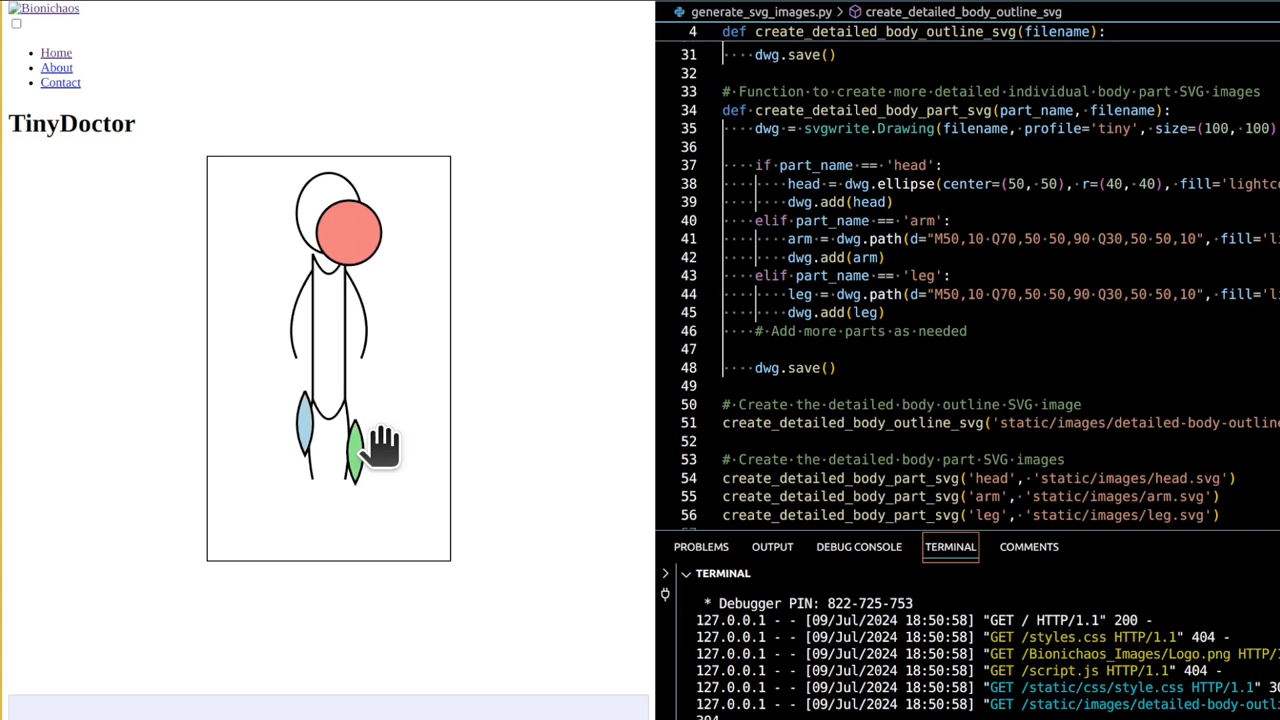 Bionichaos
Home
About
Contact
TinyDoctor
generate_svg_images.py > create_detailed_body_outline_svg
4 def create_detailed_body_outline_svg(filename):
31 ····dwg.save()
32
33 #·Function·to·create·more·detailed·individual·body·part·SVG·images
34 def create_detailed_body_part_svg(part_name,·filename):
35 ····dwg·=·svgwrite.Drawing(filename,·profile='tiny',·size=(100,·100)
36
37 ····if·part_name·==·'head':
38 ········head·=·dwg.ellipse(center=(50,·50),·r=(40,·40),·fill='lightco
39 ········dwg.add(head)
40 ····elif·part_name·==·'arm':
41 ········arm·=·dwg.path(d="M50,10·Q70,50·50,90·Q30,50·50,10",·fill='li
42 ········dwg.add(arm)
43 ····elif·part_name·==·'leg':
44 ········leg·=·dwg.path(d="M50,10·Q70,50·50,90·Q30,50·50,10",·fill='li
45 ········dwg.add(leg)
46 ····#·Add·more·parts·as·needed
47
48 ····dwg.save()
49
50 #·Create·the·detailed·body·outline·SVG·image
51 create_detailed_body_outline_svg('static/images/detailed-body-outline
52
53 #·Create·the·detailed·body·part·SVG·images
54 create_detailed_body_part_svg('head',·'static/images/head.svg')
55 create_detailed_body_part_svg('arm',·'static/images/arm.svg')
56 create_detailed_body_part_svg('leg',·'static/images/leg.svg')
PROBLEMS OUTPUT DEBUG CONSOLE TERMINAL COMMENTS
TERMINAL
* Debugger PIN: 822-725-753
127.0.0.1 - - [09/Jul/2024 18:50:58] "GET / HTTP/1.1" 200 -
127.0.0.1 - - [09/Jul/2024 18:50:58] "GET /styles.css HTTP/1.1" 404 -
127.0.0.1 - - [09/Jul/2024 18:50:58] "GET /Bionichaos_Images/Logo.png HTTP/1
127.0.0.1 - - [09/Jul/2024 18:50:58] "GET /script.js HTTP/1.1" 404 -
127.0.0.1 - - [09/Jul/2024 18:50:58] "GET /static/css/style.css HTTP/1.1" 30
127.0.0.1 - - [09/Jul/2024 18:50:58] "GET /static/images/detailed-body-outl
304